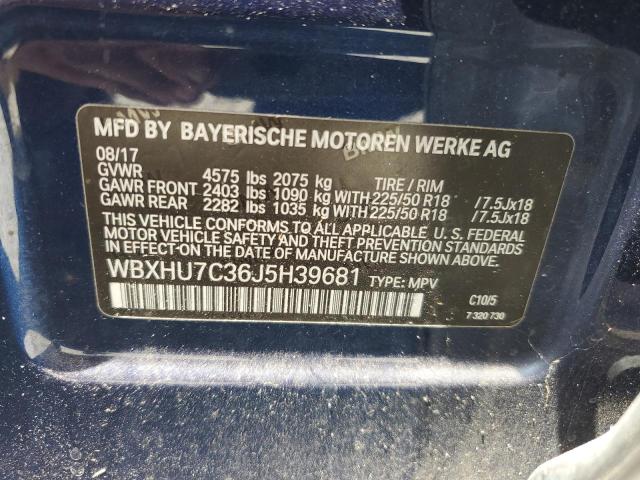 MFD BY BAYERISCHE MOTOREN WERKE AG
08/17
GVWR 4575 lbs 2075 kg TIRE / RIM
GAWR FRONT 2403 lbs 1090 kg WITH 225/50 R18 /7.5Jx18
GAWR REAR 2282 lbs 1035 kg WITH 225/50 R18 /7.5Jx18
THIS VEHICLE CONFORMS TO ALL APPLICABLE U. S. FEDERAL
MOTOR VEHICLE SAFETY, BUMPER, AND THEFT PREVENTION STANDARDS
IN EFFECT ON THE DATE OF MANUFACTURE SHOWN ABOVE.
WBXHU7C36J5H39681 TYPE: MPV
C10/5
7 320 730